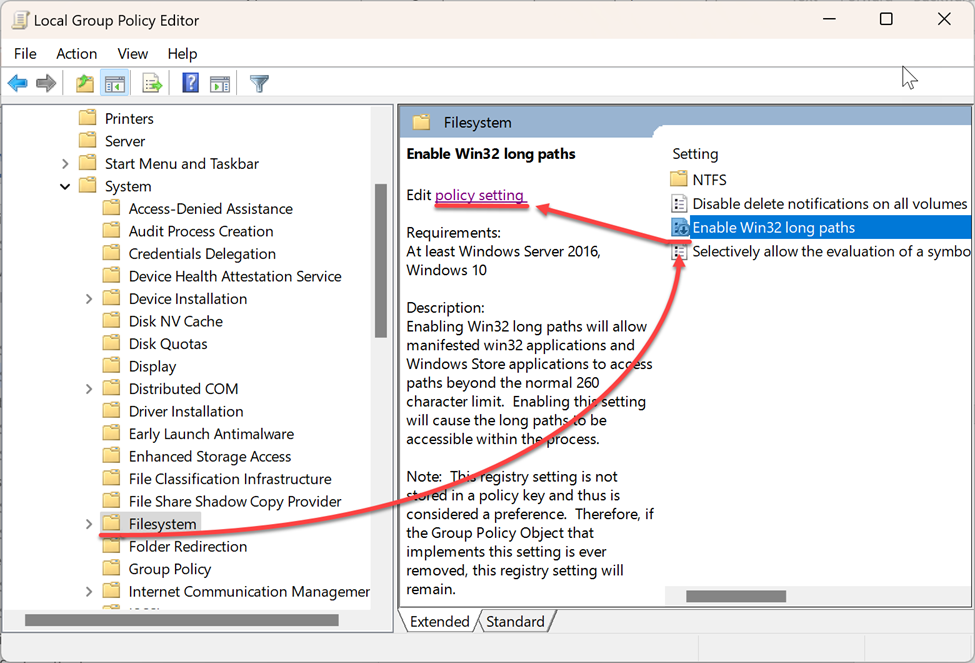 Local Group Policy Editor
File Action View Help
Printers
Server
Start Menu and Taskbar
System
Access-Denied Assistance
Audit Process Creation
Credentials Delegation
Device Health Attestation Service
Device Installation
Disk NV Cache
Disk Quotas
Display
Distributed COM
Driver Installation
Early Launch Antimalware
Enhanced Storage Access
File Classification Infrastructure
File Share Shadow Copy Provider
Filesystem
Folder Redirection
Group Policy
Internet Communication Managemer
Filesystem
Enable Win32 long paths
Edit policy setting
Requirements:
At least Windows Server 2016,
Windows 10
Description:
Enabling Win32 long paths will allow
manifested win32 applications and
Windows Store applications to access
paths beyond the normal 260
character limit. Enabling this setting
will cause the long paths to be
accessible within the process.
Note: This registry setting is not
stored in a policy key and thus is
considered a preference. Therefore, if
the Group Policy Object that
implements this setting is ever
removed, this registry setting will
remain.
Setting
NTFS
Disable delete notifications on all volumes
Enable Win32 long paths
Selectively allow the evaluation of a symbo
Extended Standard